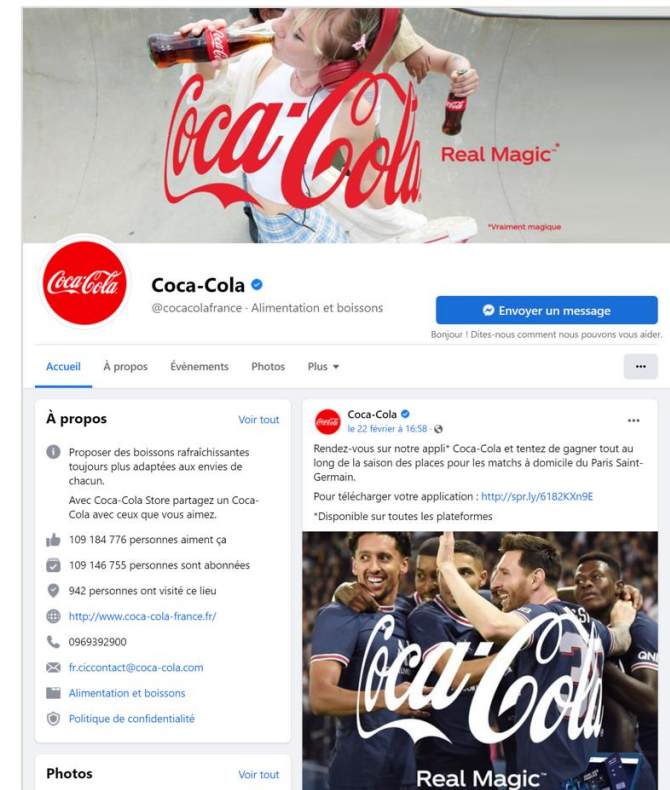 Coca-Cola
Coca-Cola
Coca-Cola
Real Magic™*
*Vraiment magique
Coca-Cola
Coca-Cola
@cocacolafrance · Alimentation et boissons
Envoyer un message
Bonjour ! Dites-nous comment nous pouvons vous aider.
Accueil
À propos
Évènements
Photos
Plus
À propos
Voir tout
Proposer des boissons rafraîchissantes
toujours plus adaptées aux envies de
chacun.
Avec Coca-Cola Store partagez un Coca-
Cola avec ceux que vous aimez.
109 184 776 personnes aiment ça
109 146 755 personnes sont abonnées
942 personnes ont visité ce lieu
http://www.coca-cola-france.fr/
0969392900
fr.ciccontact@coca-cola.com
Alimentation et boissons
Politique de confidentialité
Photos
Voir tout
Coca-Cola
Coca-Cola
le 22 février à 16:58 ·
Rendez-vous sur notre appli* Coca-Cola et tentez de gagner tout au
long de la saison des places pour les matchs à domicile du Paris Saint-
Germain.
Pour télécharger votre application : http://spr.ly/6182KXn9E
*Disponible sur toutes les plateformes
Coca-Cola
Real Magic™